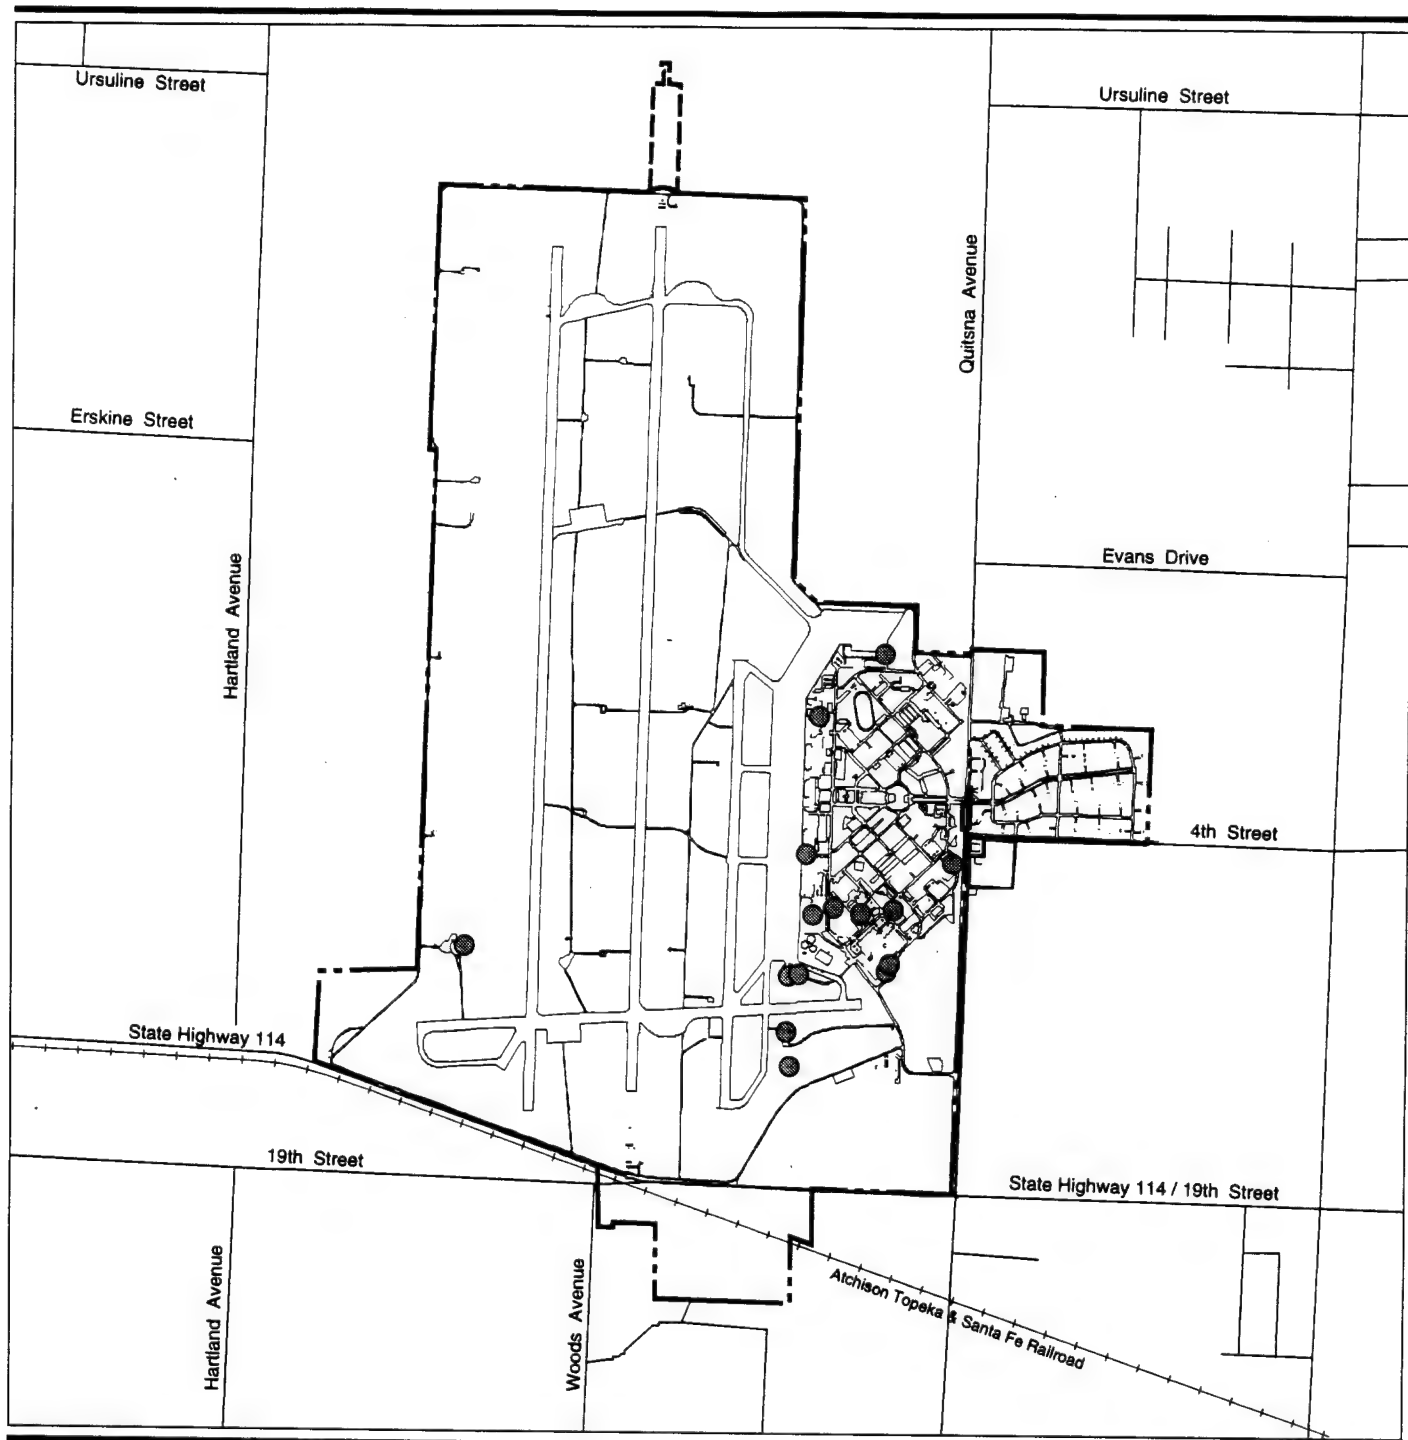 Ursuline Street
Ursuline Street
Quitsna Avenue
Erskine Street
Evans Drive
Hartland Avenue
4th Street
State Highway 114
19th Street
State Highway 114 / 19th Street
Hartland Avenue
Woods Avenue
Atchison Topeka & Santa Fe Railroad